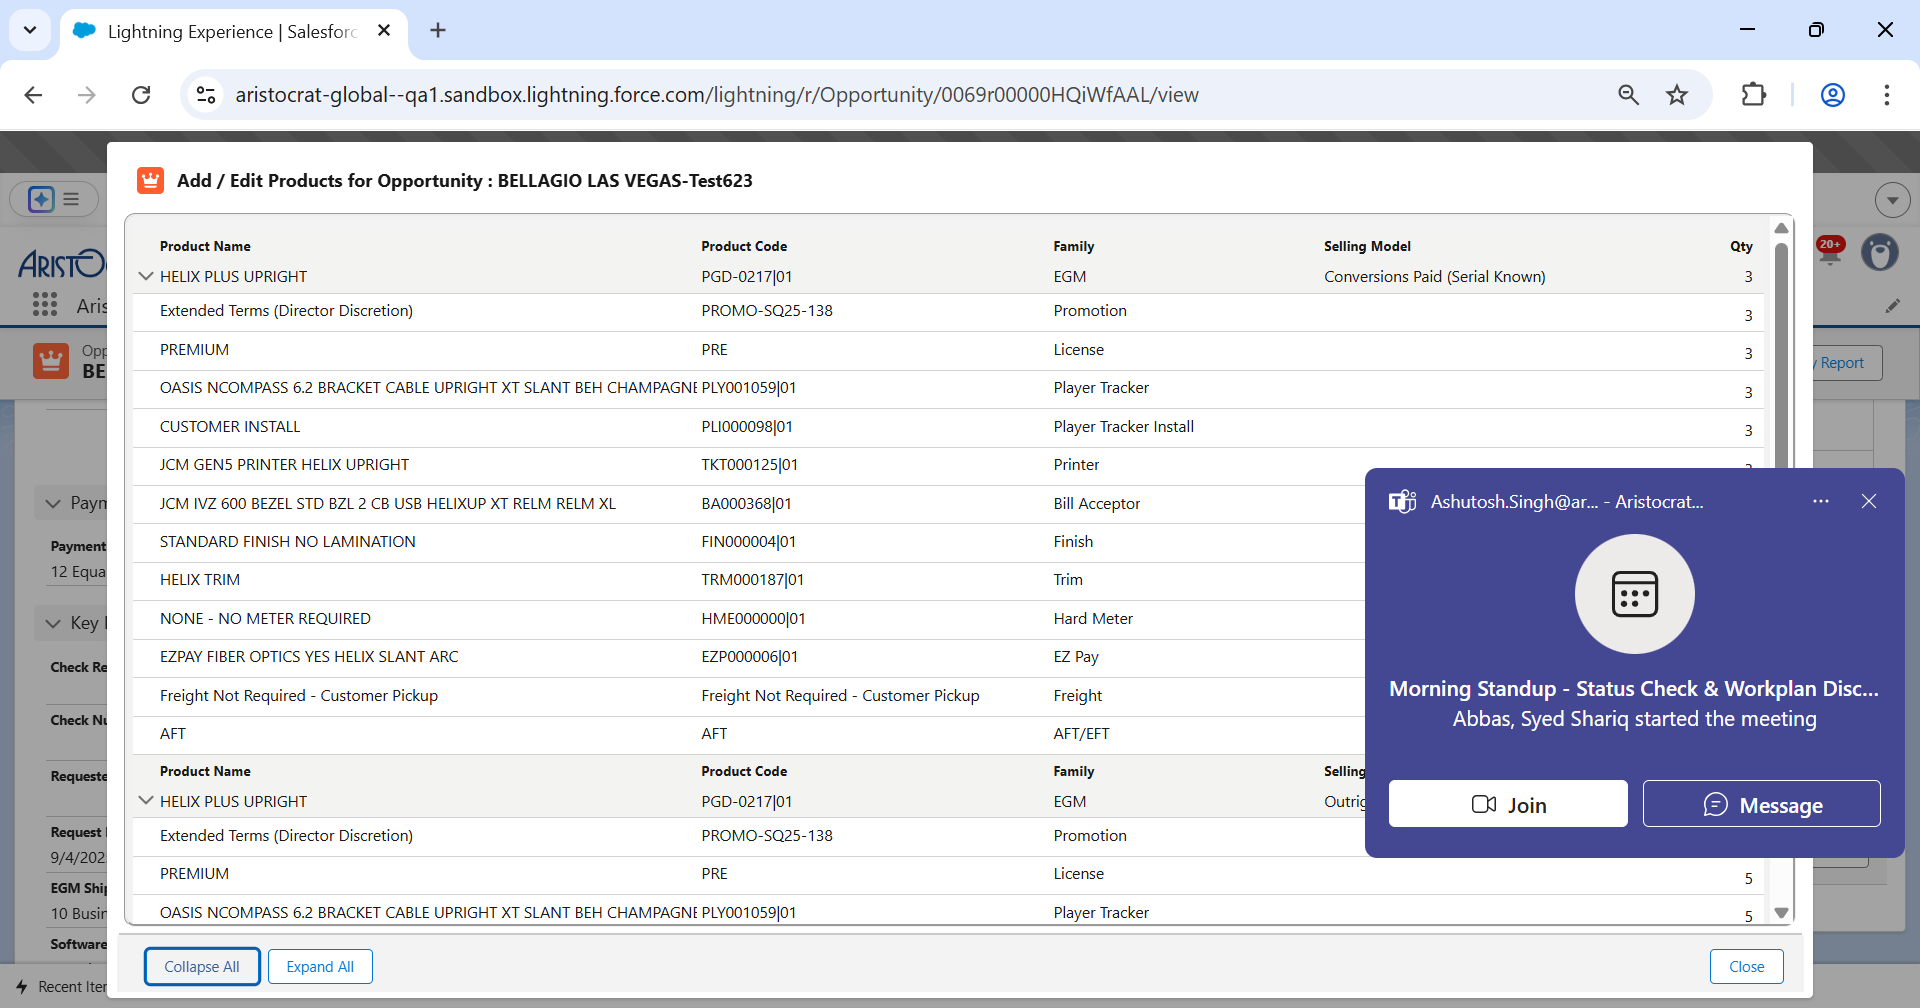 Lightning Experience | Salesforc
aristocrat-global--qa1.sandbox.lightning.force.com/lightning/r/Opportunity/0069r00000HQiWfAAL/view
Add / Edit Products for Opportunity : BELLAGIO LAS VEGAS-Test623
Product Name Product Code Family Selling Model Qty
HELIX PLUS UPRIGHT PGD-0217|01 EGM Conversions Paid (Serial Known) 3
Extended Terms (Director Discretion) PROMO-SQ25-138 Promotion 3
PREMIUM PRE License 3
OASIS NCOMPASS 6.2 BRACKET CABLE UPRIGHT XT SLANT BEH CHAMPAGNE PLY001059|01 Player Tracker 3
CUSTOMER INSTALL PLI000098|01 Player Tracker Install 3
JCM GEN5 PRINTER HELIX UPRIGHT TKT000125|01 Printer
JCM IVZ 600 BEZEL STD BZL 2 CB USB HELIXUP XT RELM RELM XL BA000368|01 Bill Acceptor
STANDARD FINISH NO LAMINATION FIN000004|01 Finish
HELIX TRIM TRM000187|01 Trim
NONE - NO METER REQUIRED HME000000|01 Hard Meter
EZPAY FIBER OPTICS YES HELIX SLANT ARC EZP000006|01 EZ Pay
Freight Not Required - Customer Pickup Freight Not Required - Customer Pickup Freight
AFT AFT AFT/EFT
Product Name Product Code Family Selling
HELIX PLUS UPRIGHT PGD-0217|01 EGM Outrig
Extended Terms (Director Discretion) PROMO-SQ25-138 Promotion
PREMIUM PRE License 5
OASIS NCOMPASS 6.2 BRACKET CABLE UPRIGHT XT SLANT BEH CHAMPAGNE PLY001059|01 Player Tracker 5
Collapse All Expand All Close
Ashutosh.Singh@ar... - Aristocrat...
Morning Standup - Status Check & Workplan Disc...
Abbas, Syed Shariq started the meeting
Join Message
ARISTO
Aris
20+
Opp
BE
y Report
Paym
Payment
12 Equa
Key
Check Re
Check Nu
Requeste
Request
9/4/202
EGM Ship
10 Busin
Software
Recent Iter